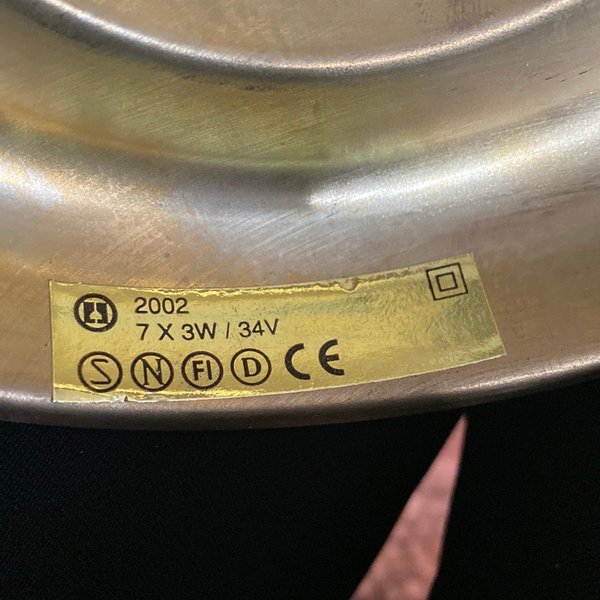 2002
7 X 3W / 34V
S N FI D CE